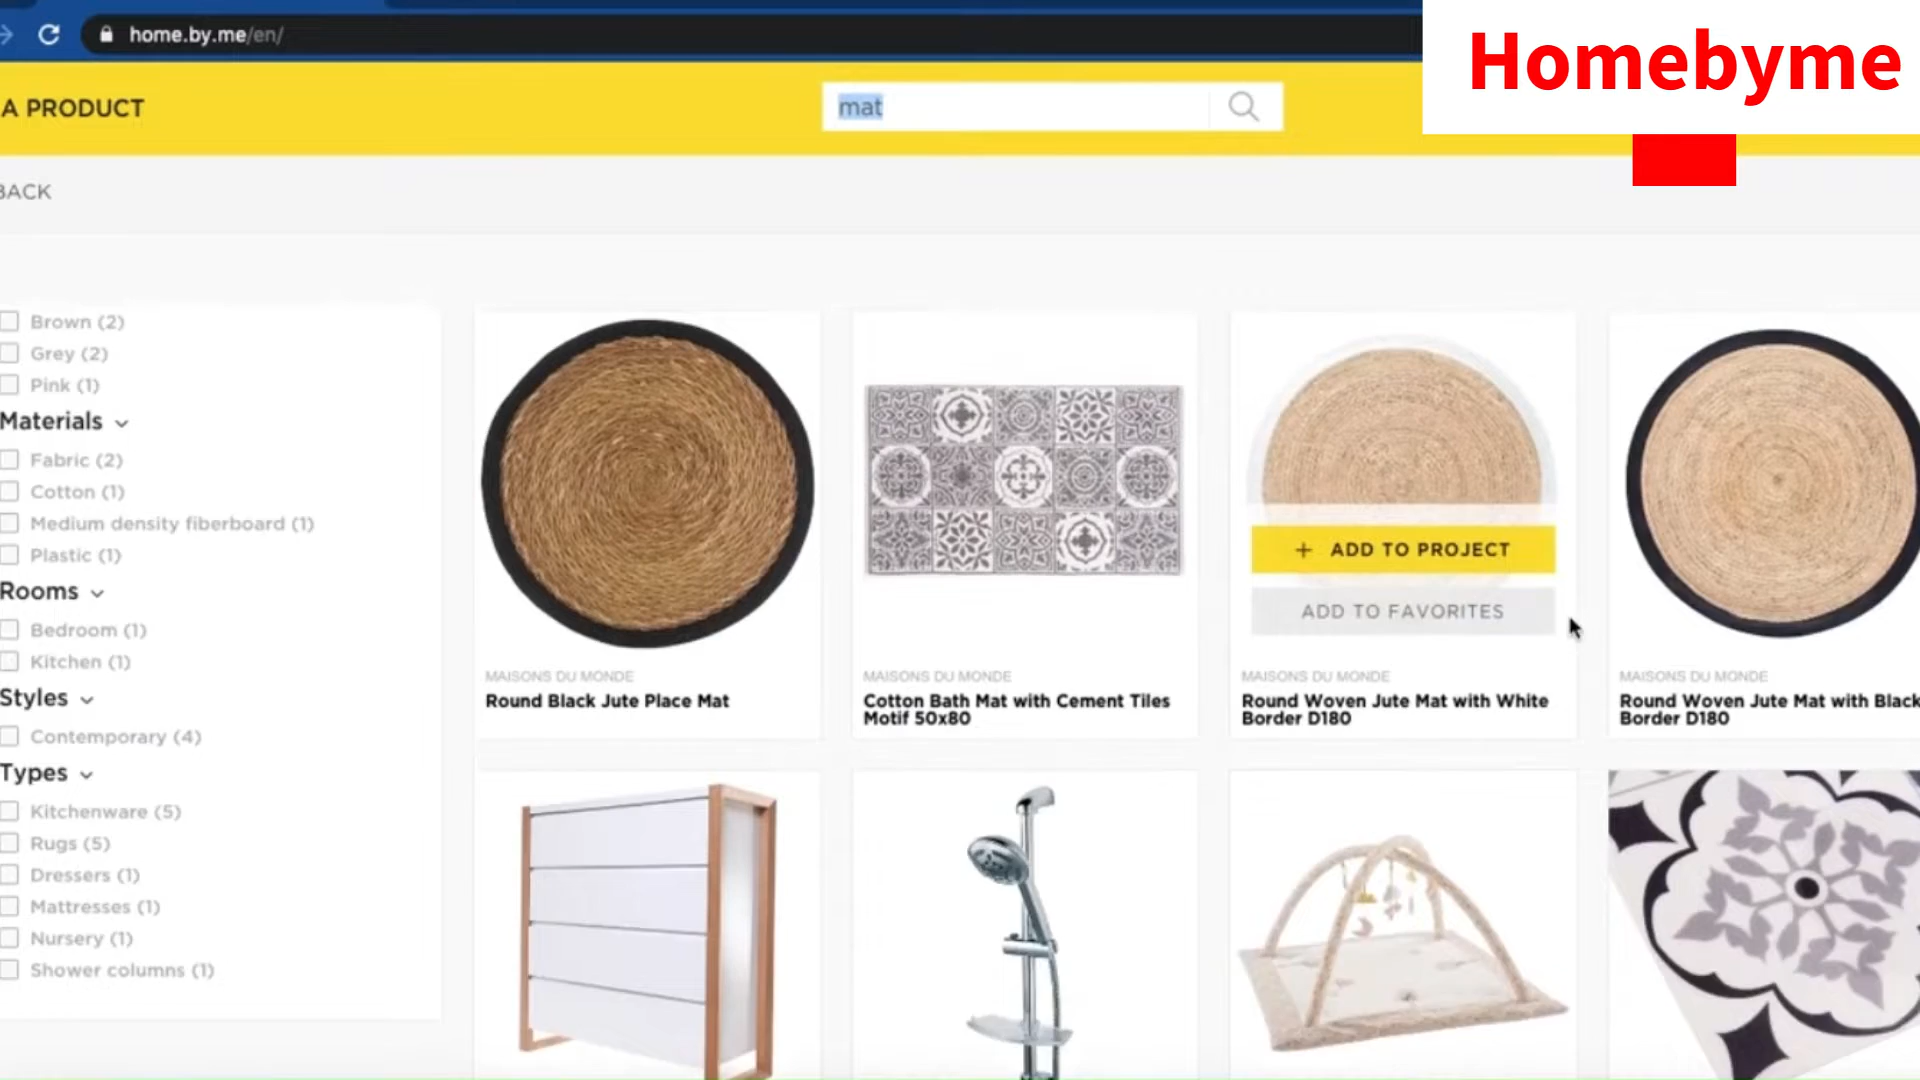 home.by.me/en/
Homebyme
A PRODUCT
mat
BACK
Brown (2)
Grey (2)
Pink (1)
Materials
Fabric (2)
Cotton (1)
Medium density fiberboard (1)
Plastic (1)
Rooms
Bedroom (1)
Kitchen (1)
Styles
Contemporary (4)
Types
Kitchenware (5)
Rugs (5)
Dressers (1)
Mattresses (1)
Nursery (1)
Shower columns (1)
MAISONS DU MONDE
Round Black Jute Place Mat
MAISONS DU MONDE
Cotton Bath Mat with Cement Tiles
Motif 50x80
+ ADD TO PROJECT
ADD TO FAVORITES
MAISONS DU MONDE
Round Woven Jute Mat with White
Border D180
MAISONS DU MONDE
Round Woven Jute Mat with Black
Border D180